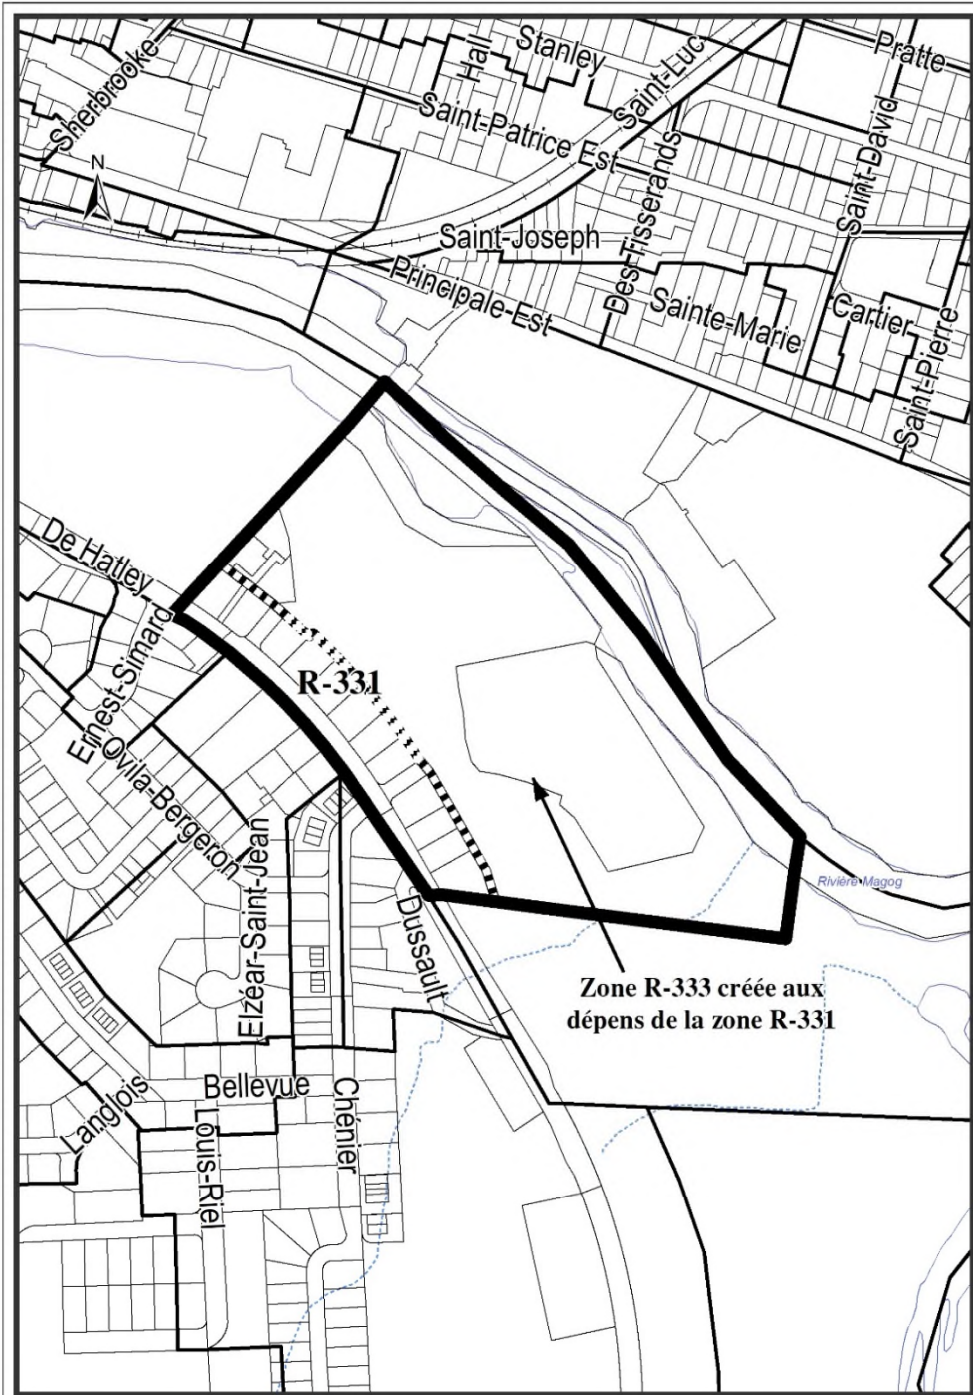 Sherbrooke
Hall
Stanley
Saint-Luc
Pratte
Saint-Patrice Est
Saint-David
N
Saint-Joseph
Des Tisserands
Principale Est
Sainte-Marie
Cartier
Saint-Pierre
De Hatley
Ernest-Simard
R-331
Ovila-Bergeron
Elzéar-Saint-Jean
Dussault
Rivière Magog
Zone R-333 créée aux
dépens de la zone R-331
Langlois
Bellevue
Louis-Riel
Chénier